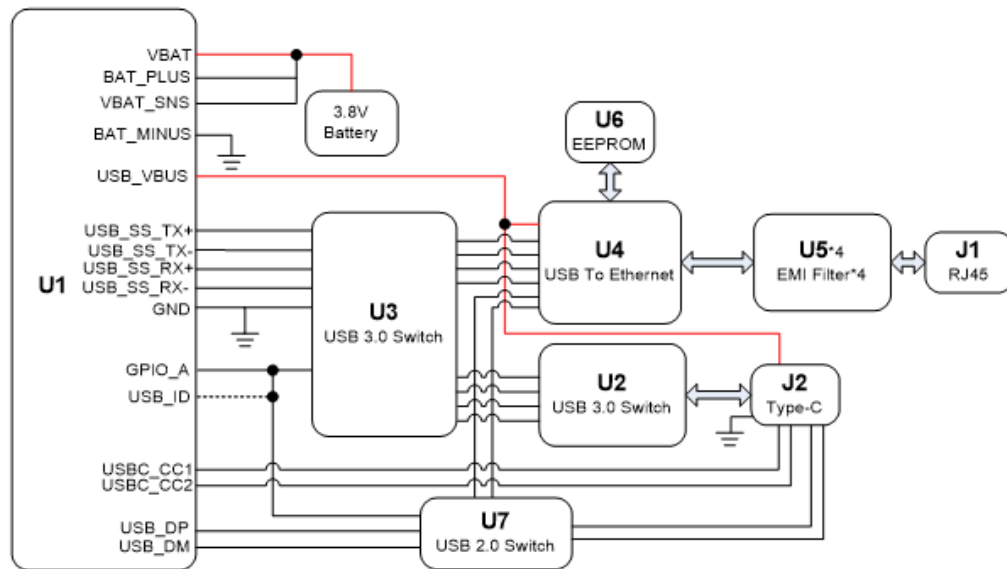 VBAT
BAT_PLUS
VBAT_SNS
BAT_MINUS
USB_VBUS
USB_SS_TX+
USB_SS_TX-
USB_SS_RX+
USB_SS_RX-
GND
GPIO_A
USB_ID
USBC_CC1
USBC_CC2
USB_DP
USB_DM
U1
3.8V
Battery
U3
USB 3.0 Switch
U6
EEPROM
U4
USB To Ethernet
U5*4
EMI Filter*4
J1
RJ45
U2
USB 3.0 Switch
J2
Type-C
U7
USB 2.0 Switch